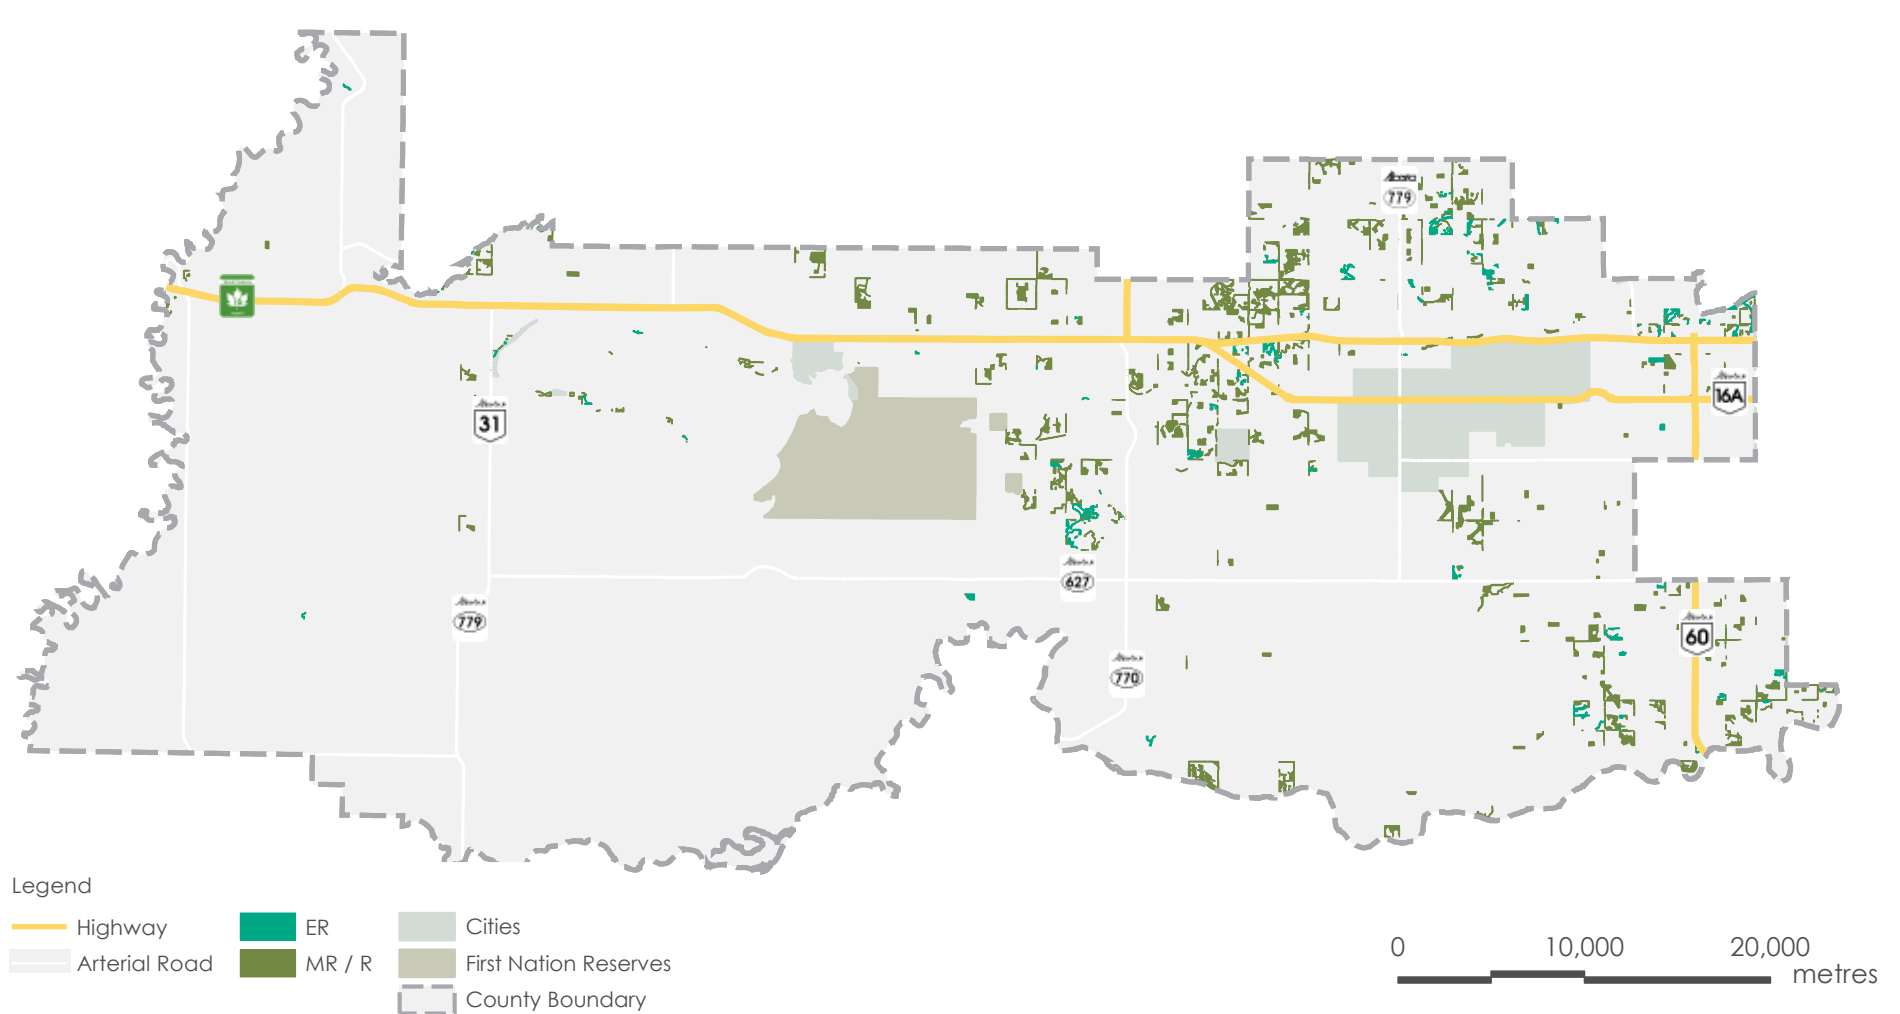 779
16A
31
627
779
60
770
Legend
Highway
ER
Cities
Arterial Road
MR / R
First Nation Reserves
County Boundary
0 10,000 20,000
metres